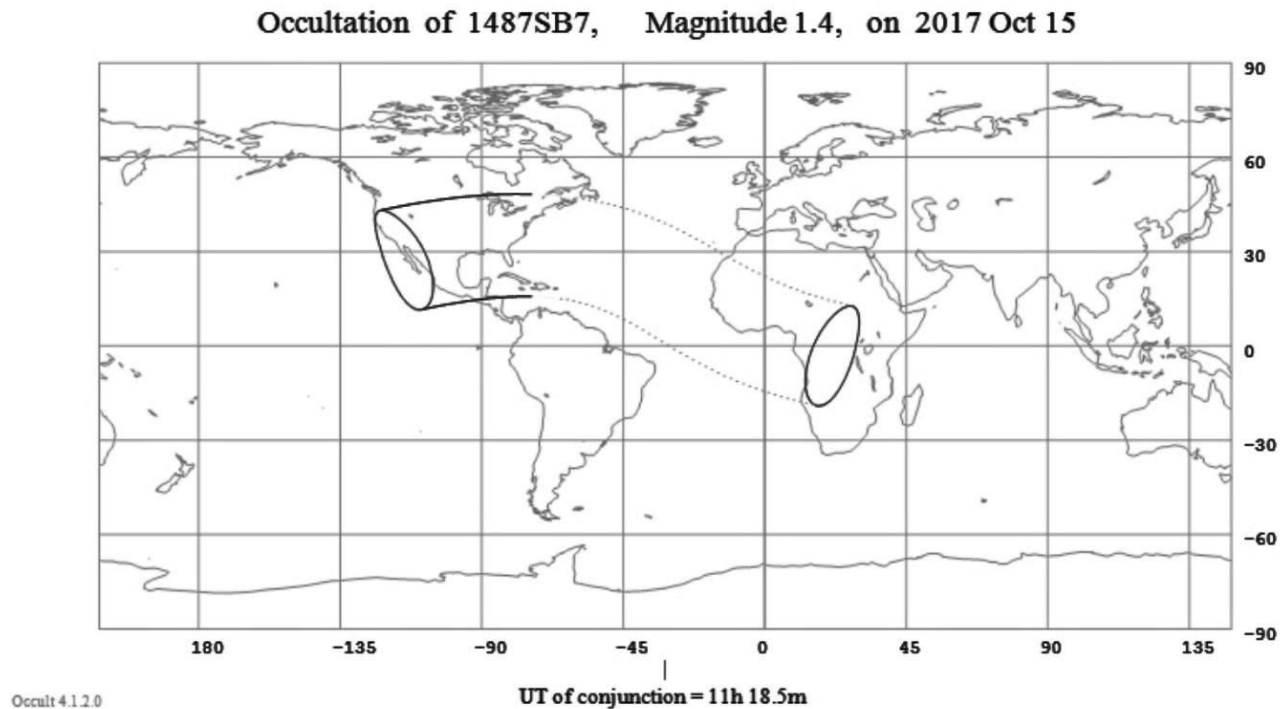 Occultation of 1487SB7, Magnitude 1.4, on 2017 Oct 15
90
60
30
0
−30
−60
−90
180 −135 −90 −45 0 45 90 135
UT of conjunction = 11h 18.5m
Occult 4.1.2.0